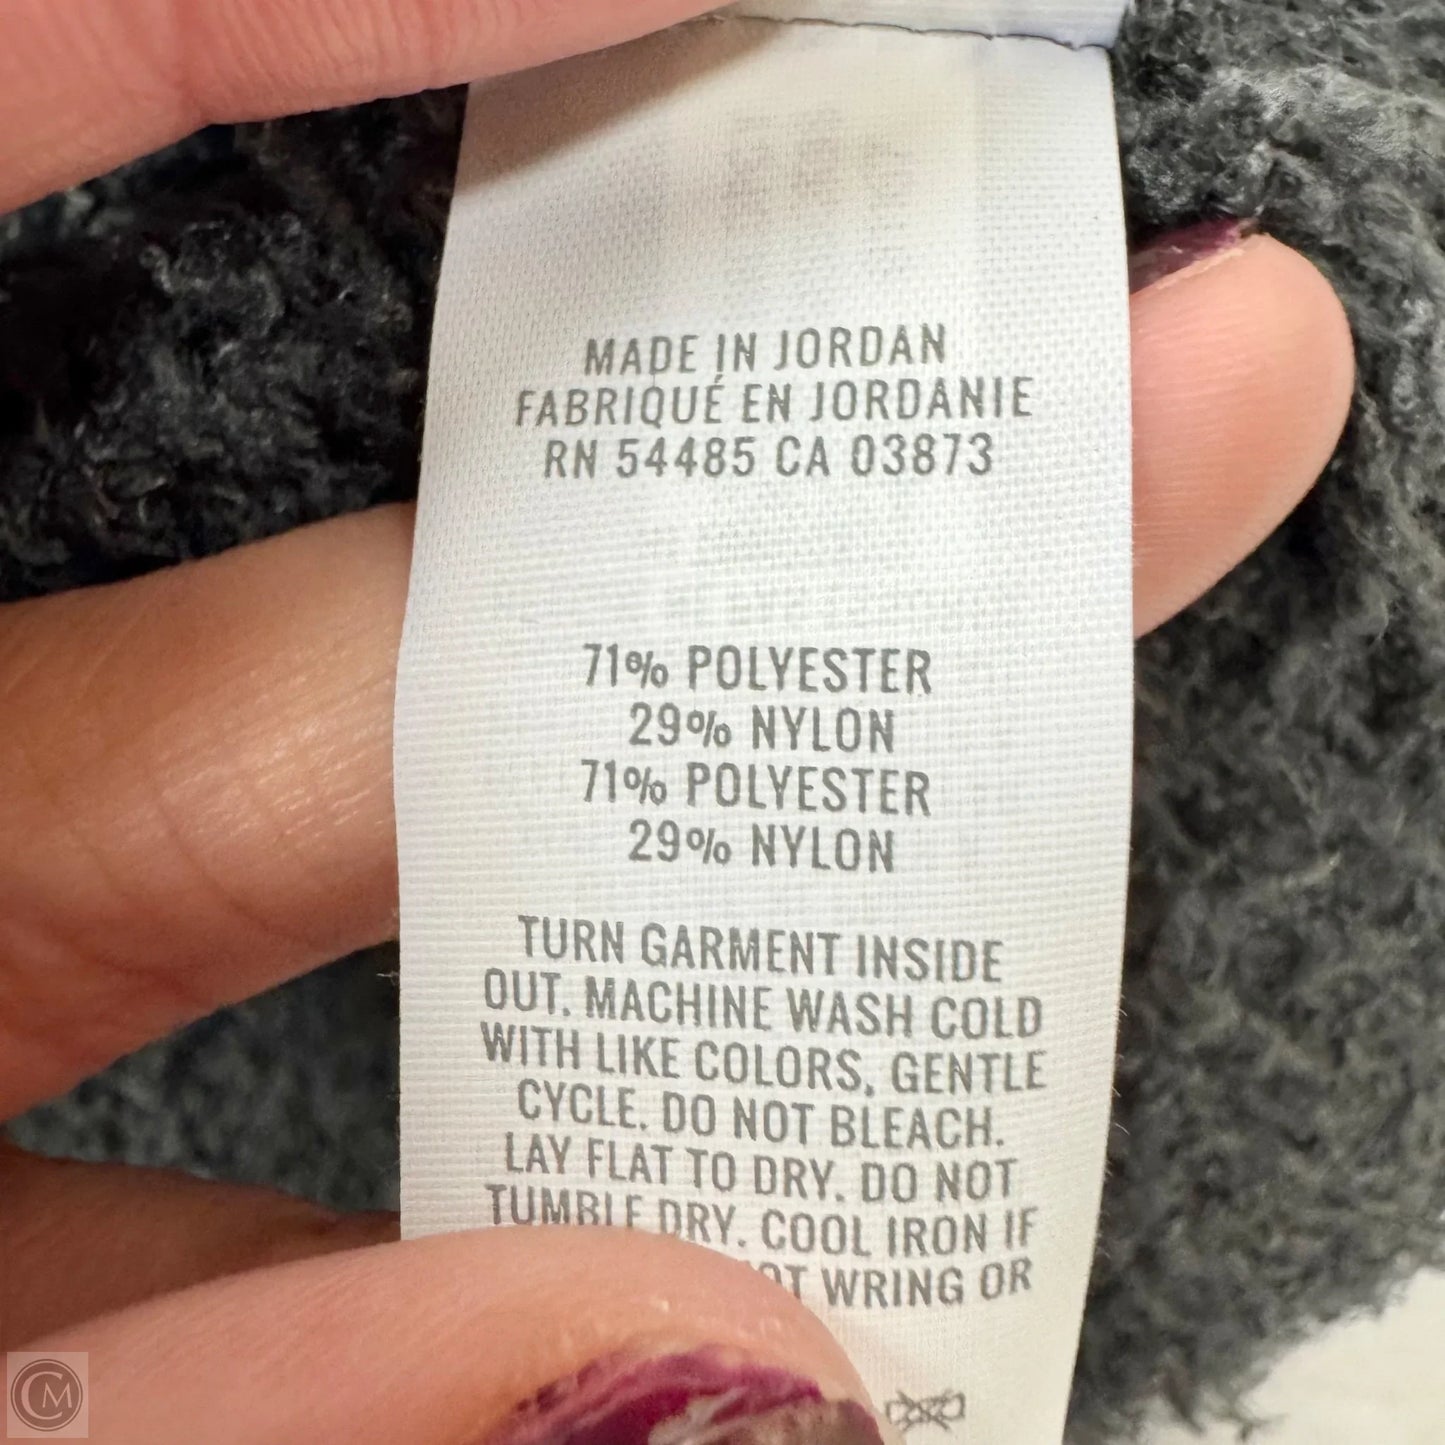 MADE IN JORDAN
FABRIQUÉ EN JORDANIE
RN 54485 CA 03873
71% POLYESTER
29% NYLON
71% POLYESTER
29% NYLON
TURN GARMENT INSIDE
OUT. MACHINE WASH COLD
WITH LIKE COLORS, GENTLE
CYCLE. DO NOT BLEACH.
LAY FLAT TO DRY. DO NOT
TUMBLE DRY. COOL IRON IF
WRING OR
CM